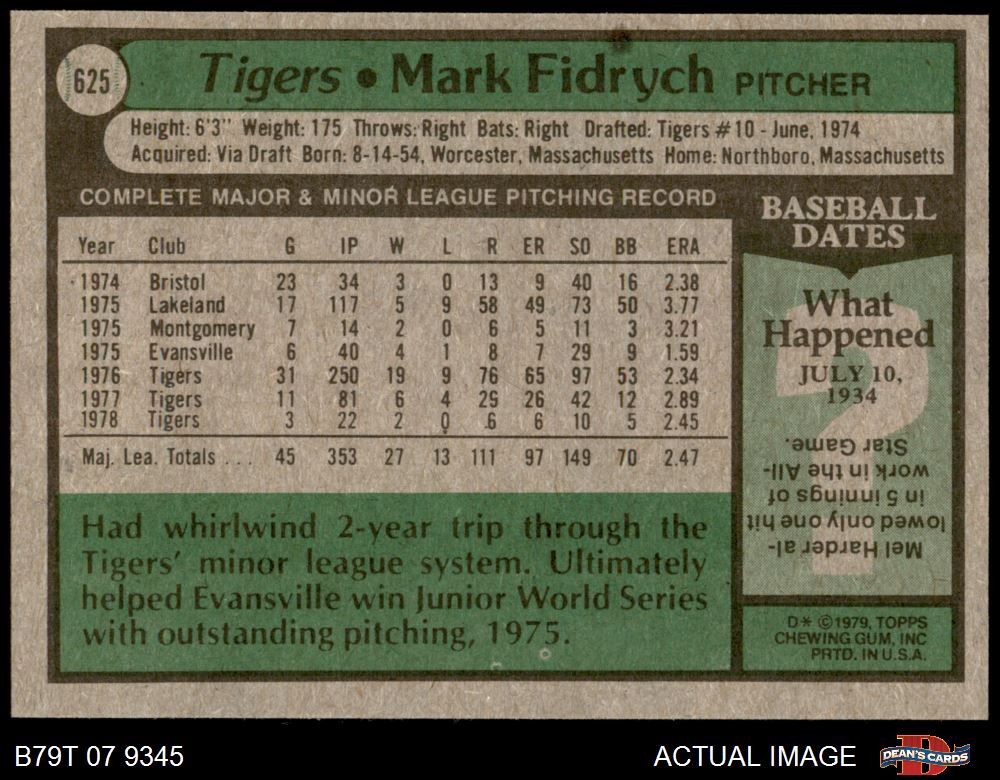 625
Tigers • Mark Fidrych PITCHER
Height: 6'3" Weight: 175 Throws: Right Bats: Right Drafted: Tigers #10 - June, 1974
Acquired: Via Draft Born: 8-14-54, Worcester, Massachusetts Home: Northboro, Massachusetts
COMPLETE MAJOR & MINOR LEAGUE PITCHING RECORD
Year Club G IP W L R ER SO BB ERA
1974 Bristol 23 34 3 0 13 9 40 16 2.38
1975 Lakeland 17 117 5 9 58 49 73 50 3.77
1975 Montgomery 7 14 2 0 6 5 11 3 3.21
1975 Evansville 6 40 4 1 8 7 29 9 1.59
1976 Tigers 31 250 19 9 76 65 97 53 2.34
1977 Tigers 11 81 6 4 29 26 42 12 2.89
1978 Tigers 3 22 2 0 6 6 10 5 2.45
Maj. Lea. Totals . . . 45 353 27 13 111 97 149 70 2.47
Had whirlwind 2-year trip through the
Tigers' minor league system. Ultimately
helped Evansville win Junior World Series
with outstanding pitching, 1975.
BASEBALL
DATES
What
Happened
JULY 10,
1934
?
Mel Harder al-
lowed only one hit
in 5 innings of
work in the All-
Star Game.
D* ©1979, TOPPS
CHEWING GUM, INC
PRTD. IN U.S.A.
B79T 07 9345
ACTUAL IMAGE
D
DEAN'S CARDS